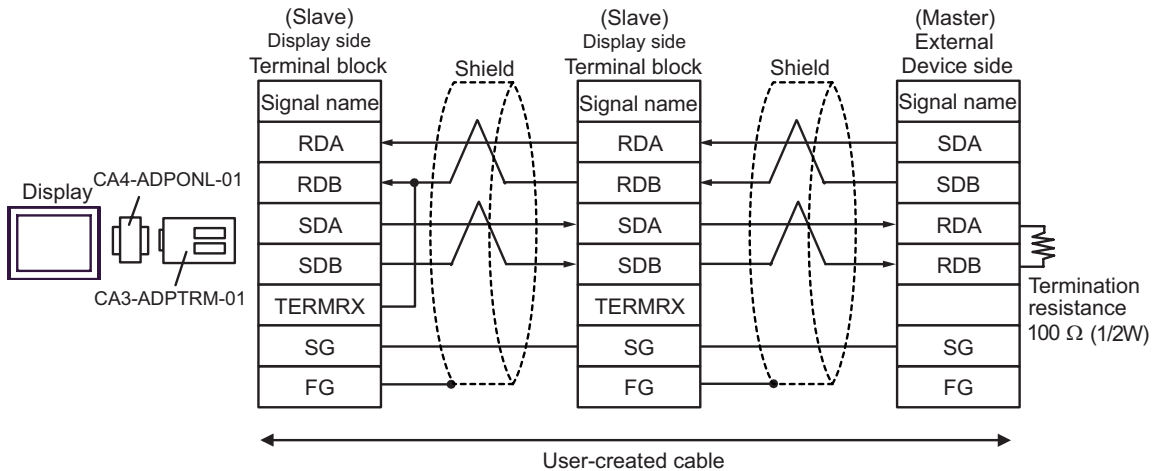 (Slave)
Display side
Terminal block
Shield
(Slave)
Display side
Terminal block
Shield
(Master)
External
Device side
Signal name
Signal name
Signal name
RDA
RDA
SDA
RDB
RDB
SDB
SDA
SDA
RDA
SDB
SDB
RDB
TERMRX
TERMRX
SG
SG
SG
FG
FG
FG
Display
CA4-ADPONL-01
CA3-ADPTRM-01
Termination
resistance
100 Ω (1/2W)
User-created cable